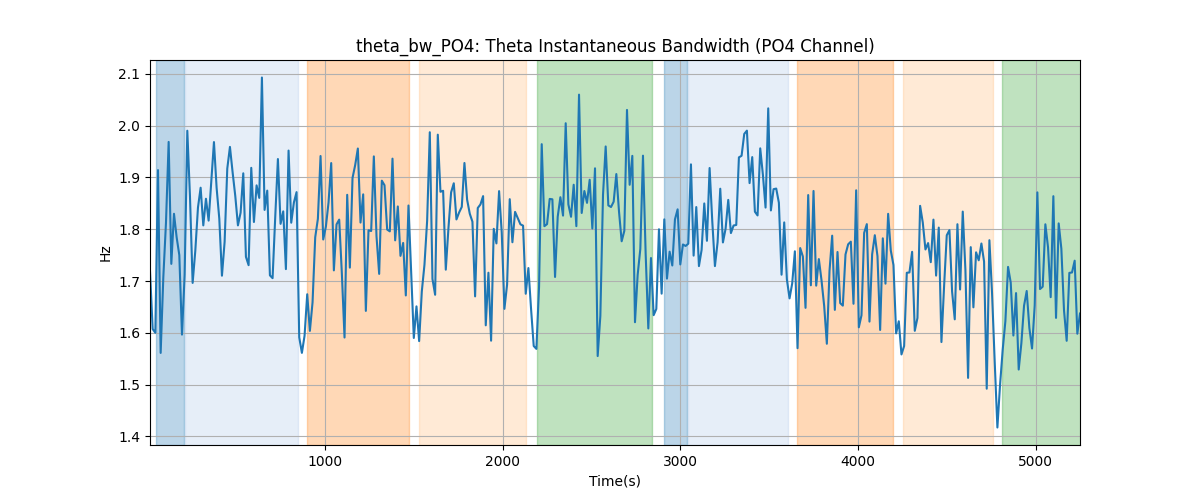 theta_bw_PO4: Theta Instantaneous Bandwidth (PO4 Channel)
2.1
2.0
1.9
1.8
1.7
1.6
1.5
1.4
Hz
1000 2000 3000 4000 5000
Time(s)